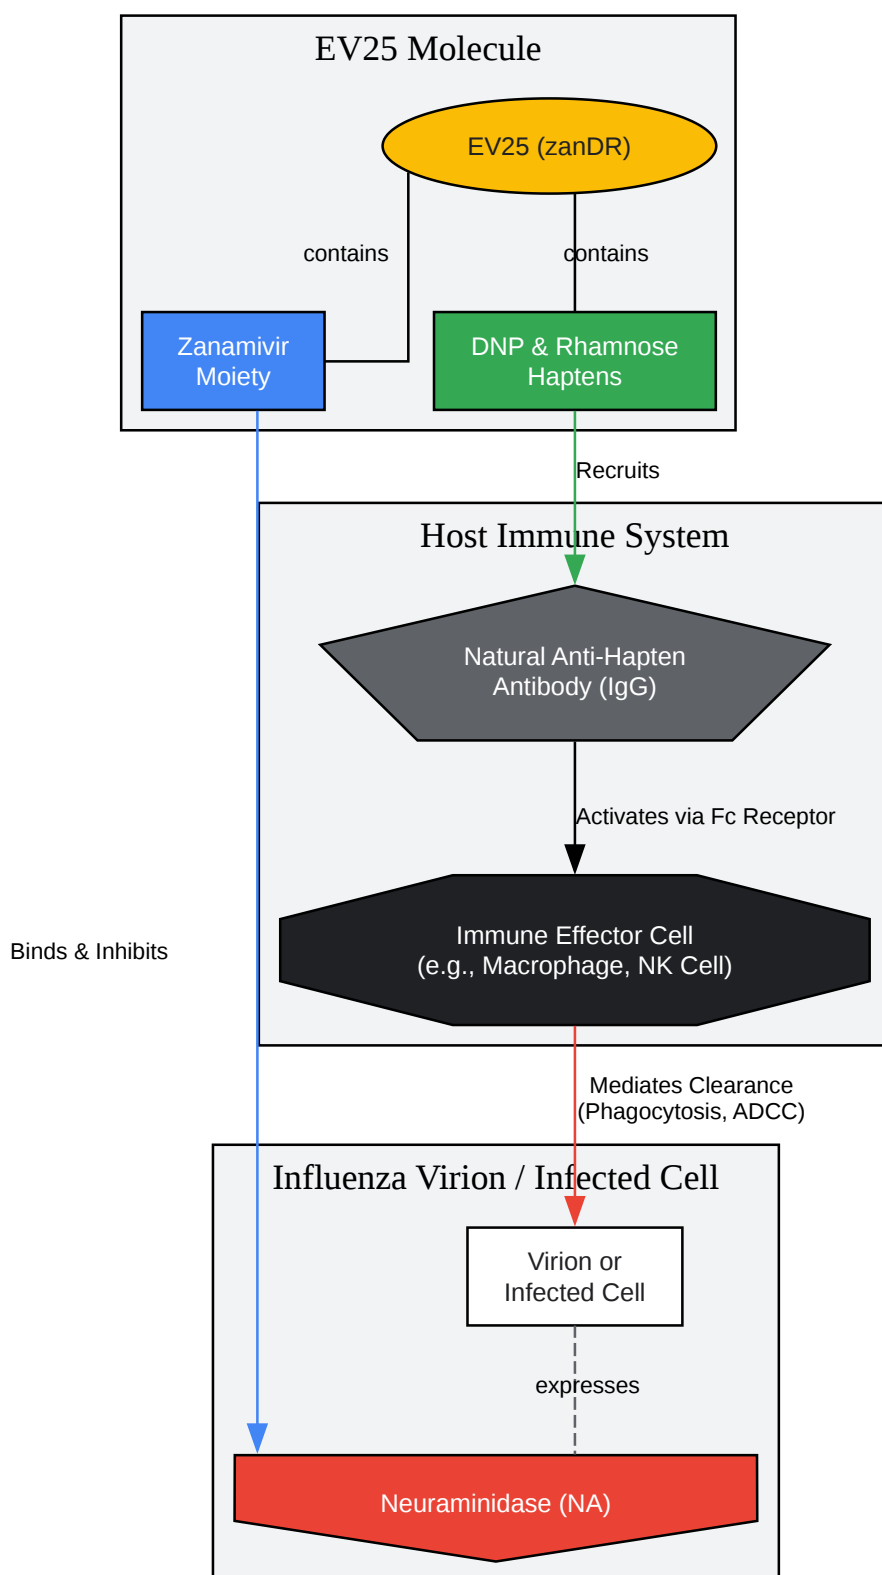 EV25 Molecule
EV25 (zanDR)
contains
contains
Zanamivir
Moiety
DNP & Rhamnose
Haptens
Recruits
Host Immune System
Natural Anti-Hapten
Antibody (IgG)
Activates via Fc Receptor
Immune Effector Cell
(e.g., Macrophage, NK Cell)
Binds & Inhibits
Mediates Clearance
(Phagocytosis, ADCC)
Influenza Virion / Infected Cell
Virion or
Infected Cell
expresses
Neuraminidase (NA)